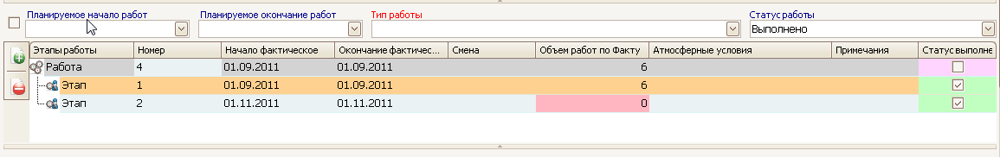 Планируемое начало работ Планируемое окончание работ Тип работы Статус работы
Выполнено
Этапы работы Номер Начало фактическое Окончание фактичес... Смена Объем работ по Факту Атмосферные условия Примечания Статус выполне
Работа 4 01.09.2011 01.09.2011 6
Этап 1 01.09.2011 01.09.2011 6
Этап 2 01.11.2011 01.11.2011 0